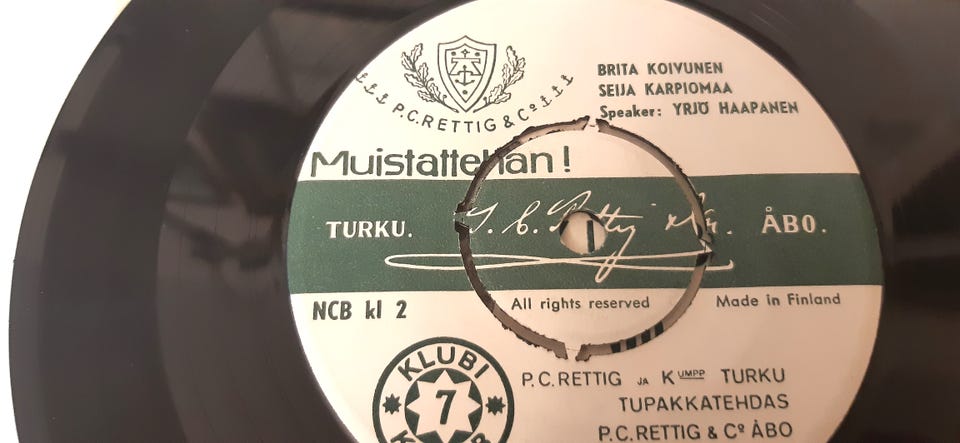 P.C.RETTIG & Cº
BRITA KOIVUNEN
SEIJA KARPIOMAA
Speaker: YRJÖ HAAPANEN
Muistattehan!
TURKU. P. C. Rettig ÅBO.
NCB kl 2
All rights reserved
Made in Finland
KLUBI
7
P.C.RETTIG JA KUMPP TURKU
TUPAKKATEHDAS
P.C. RETTIG & Cº ÅBO